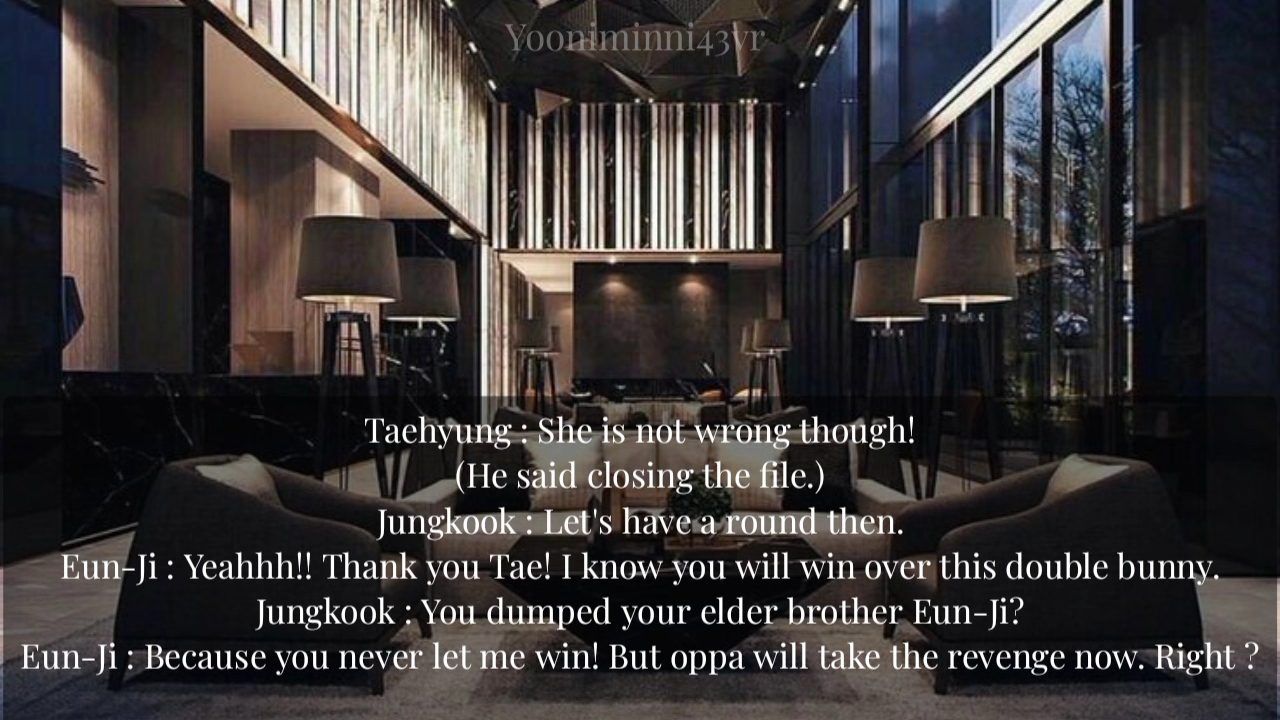 Yooniminni43vr
Taehyung : She is not wrong though!
(He said closing the file.)
Jungkook : Let's have a round then.
Eun-Ji : Yeahhh!! Thank you Tae! I know you will win over this double bunny.
Jungkook : You dumped your elder brother Eun-Ji?
Eun-Ji : Because you never let me win! But oppa will take the revenge now. Right ?